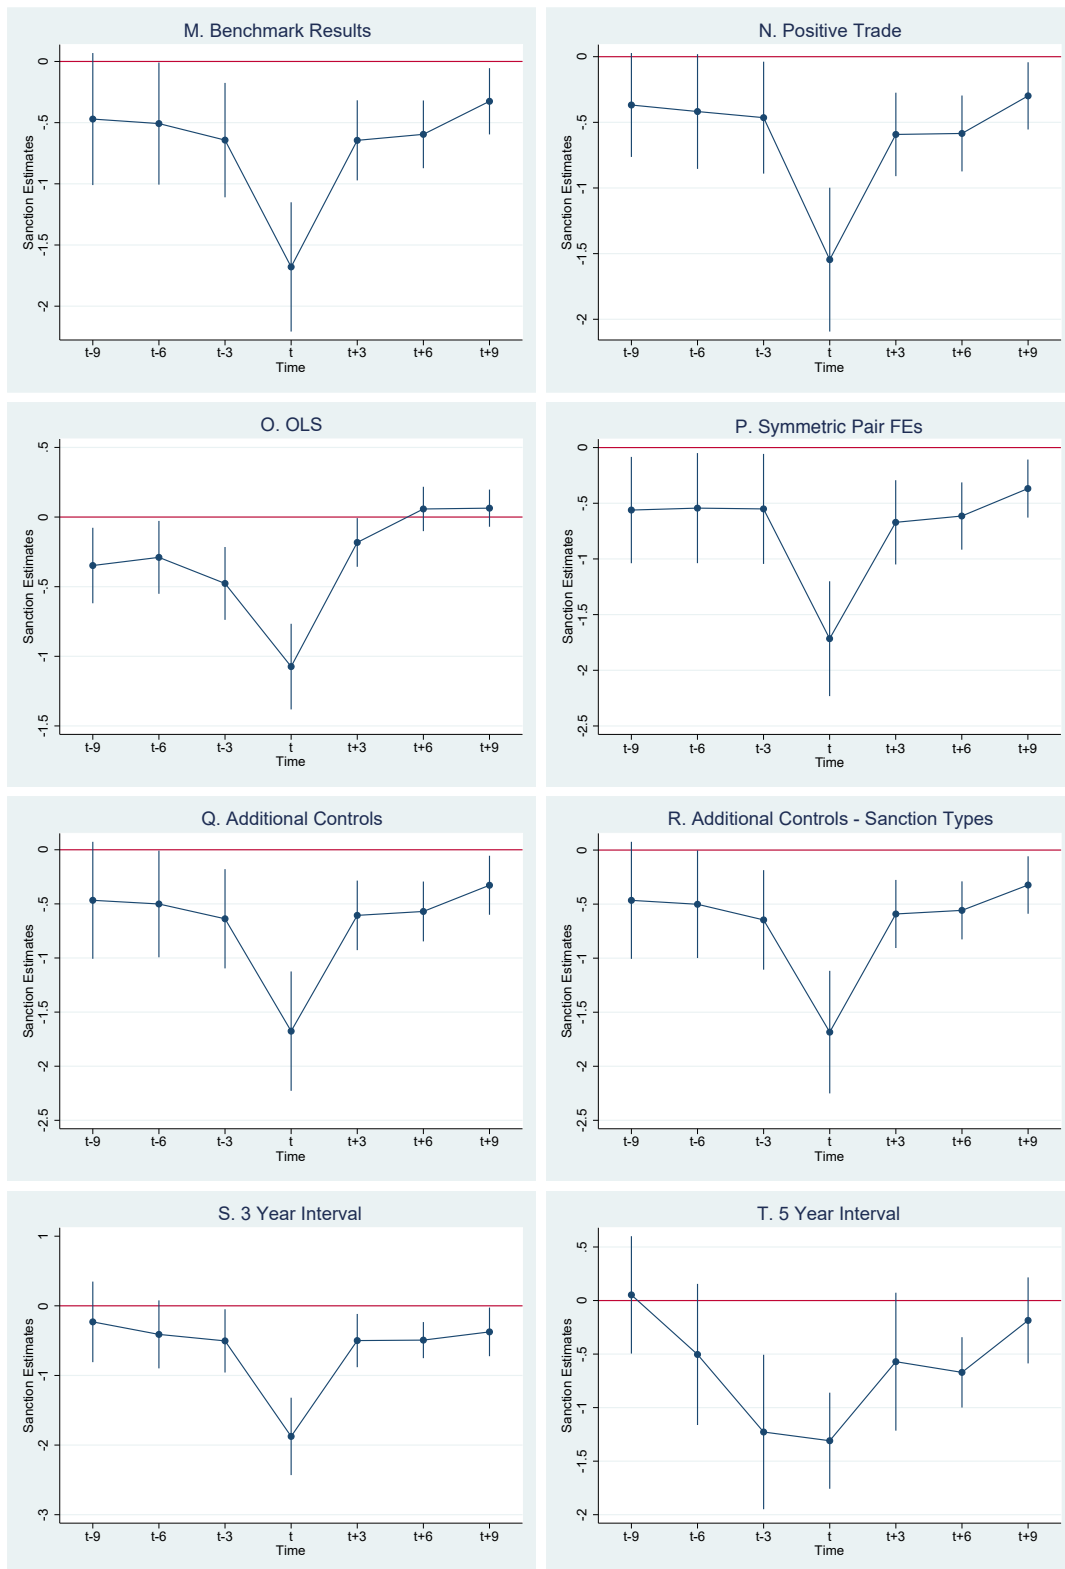 M. Benchmark Results
Sanction Estimates
0
-.5
-1
-1.5
-2
t-9 t-6 t-3 t t+3 t+6 t+9
Time
N. Positive Trade
Sanction Estimates
0
-.5
-1
-1.5
-2
t-9 t-6 t-3 t t+3 t+6 t+9
Time
O. OLS
Sanction Estimates
.5
0
-.5
-1
-1.5
t-9 t-6 t-3 t t+3 t+6 t+9
Time
P. Symmetric Pair FEs
Sanction Estimates
0
-.5
-1
-1.5
-2
-2.5
t-9 t-6 t-3 t t+3 t+6 t+9
Time
Q. Additional Controls
Sanction Estimates
0
-.5
-1
-1.5
-2
-2.5
t-9 t-6 t-3 t t+3 t+6 t+9
Time
R. Additional Controls - Sanction Types
Sanction Estimates
0
-.5
-1
-1.5
-2
-2.5
t-9 t-6 t-3 t t+3 t+6 t+9
Time
S. 3 Year Interval
Sanction Estimates
1
0
-1
-2
-3
t-9 t-6 t-3 t t+3 t+6 t+9
Time
T. 5 Year Interval
Sanction Estimates
.5
0
-.5
-1
-1.5
-2
t-9 t-6 t-3 t t+3 t+6 t+9
Time